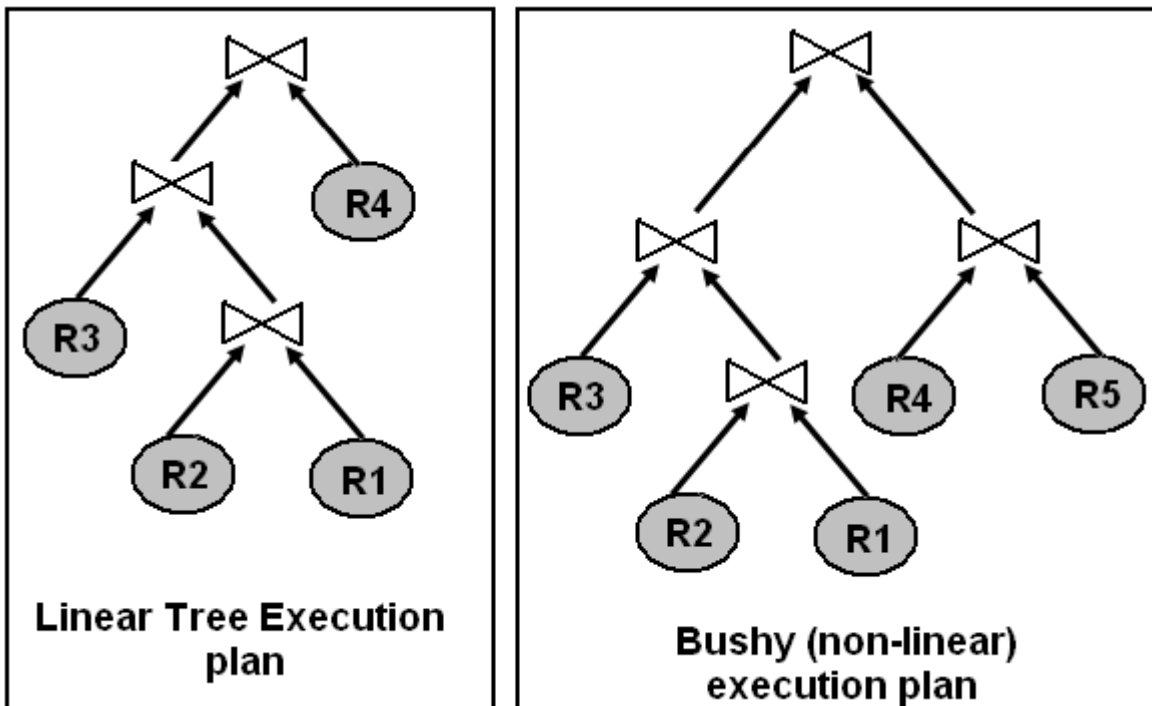 R4
R3
R2
R1
Linear Tree Execution
plan
R3
R4
R5
R2
R1
Bushy (non-linear)
execution plan